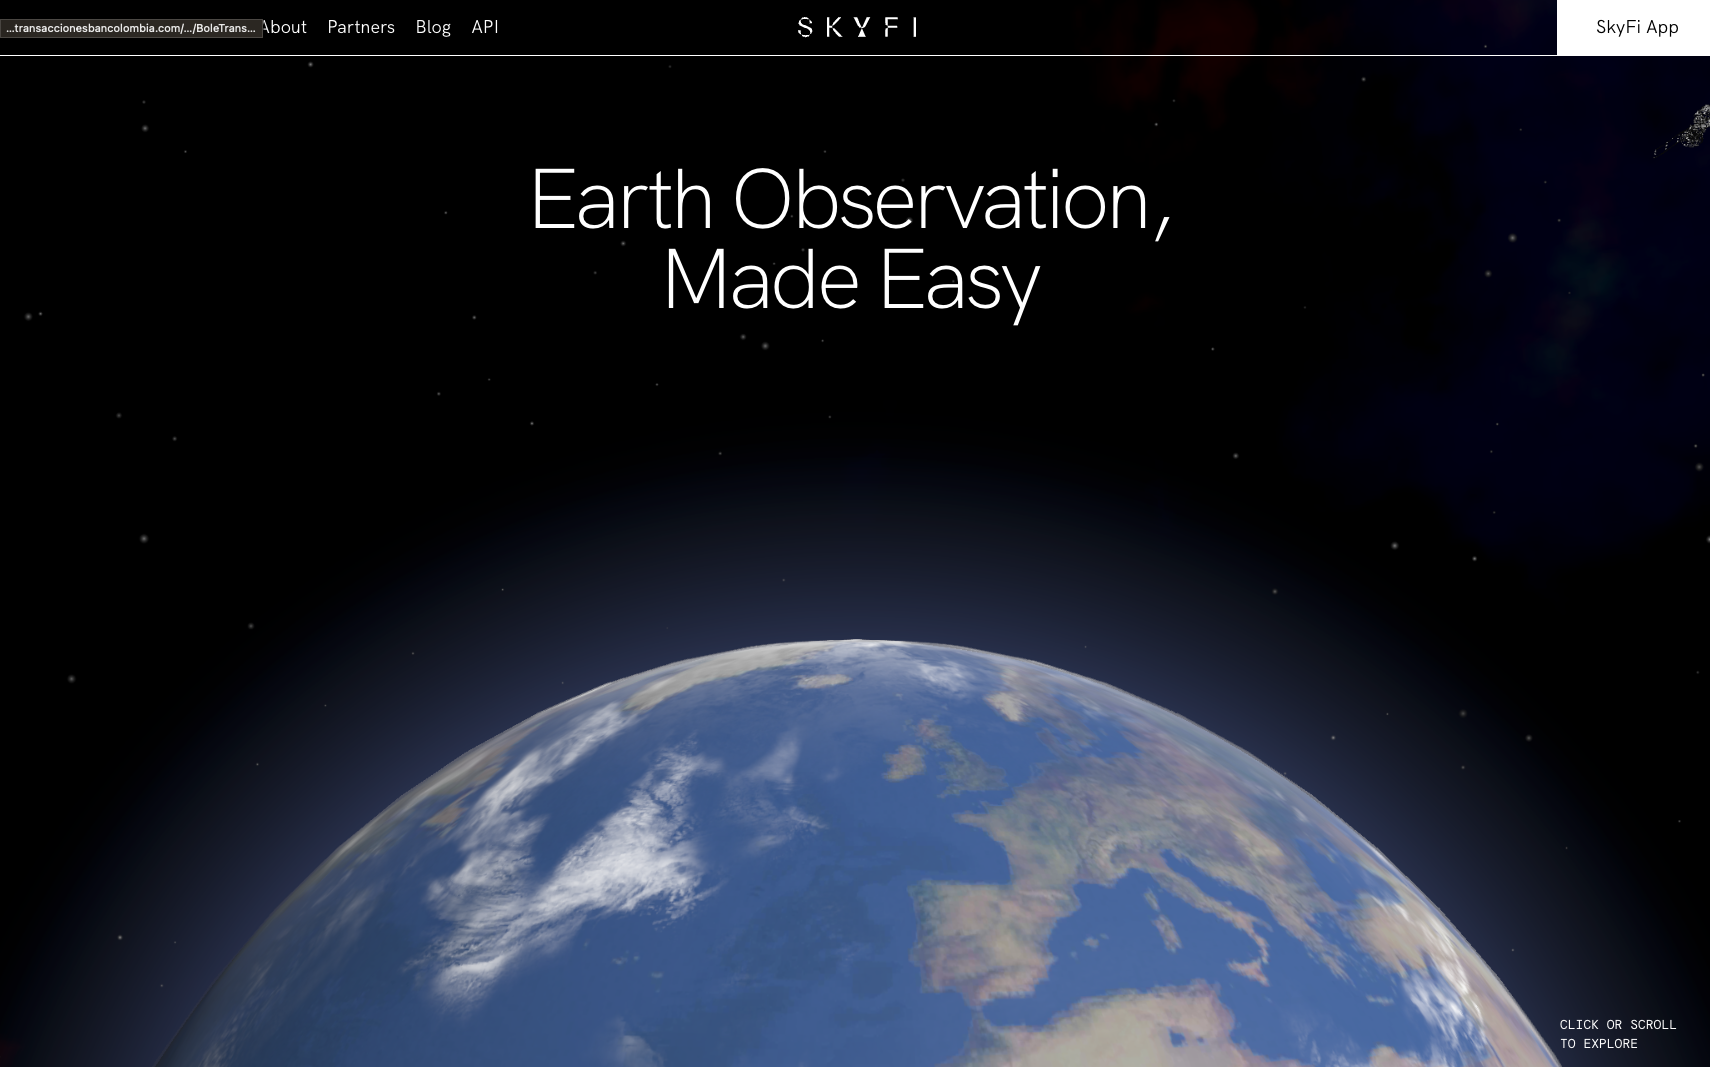 ...transaccionesbancolombia.com/.../BoleTrans...
About Partners Blog API
SKYFI
SkyFi App
Earth Observation,
Made Easy
CLICK OR SCROLL
TO EXPLORE